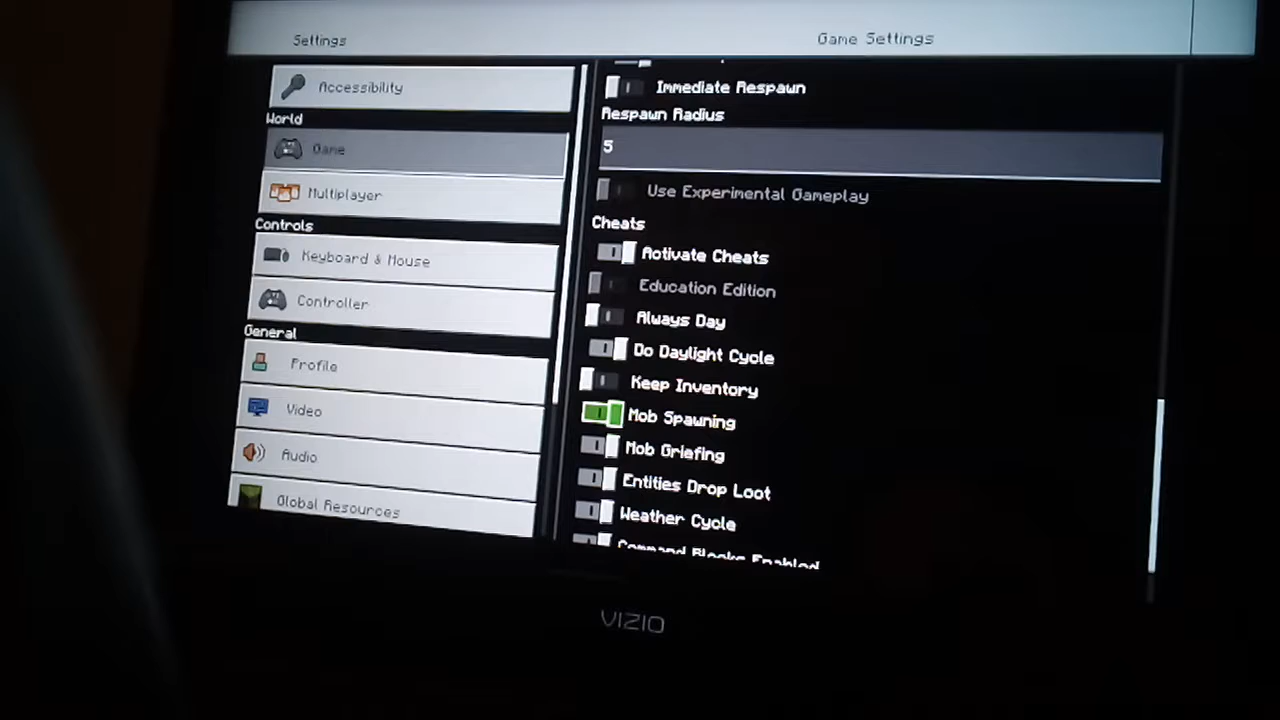 Settings
Game Settings
Accessibility
World
Game
Multiplayer
Controls
Keyboard & Mouse
Controller
General
Profile
Video
Audio
Global Resources
Immediate Respawn
Respawn Radius
5
Use Experimental Gameplay
Cheats
Activate Cheats
Education Edition
Always Day
Do Daylight Cycle
Keep Inventory
Mob Spawning
Mob Griefing
Entities Drop Loot
Weather Cycle
Command Blocks Enabled
VIZIO